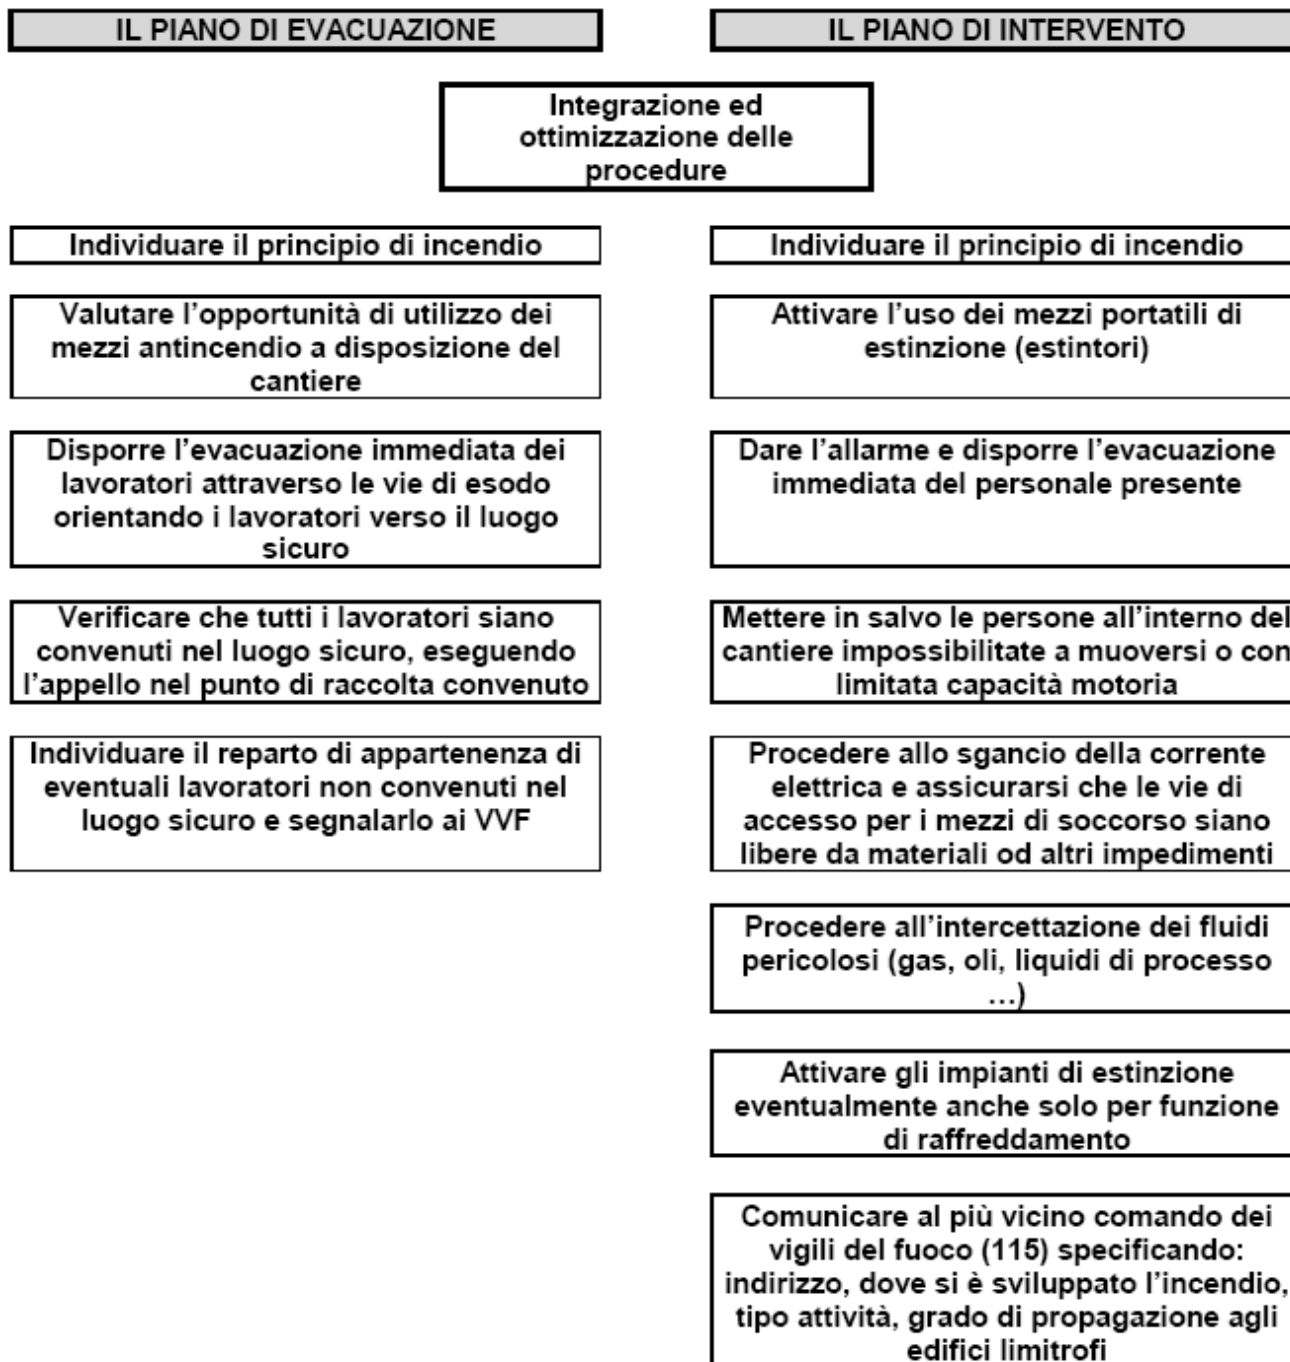 IL PIANO DI EVACUAZIONE
IL PIANO DI INTERVENTO
Integrazione ed
ottimizzazione delle
procedure
Individuare il principio di incendio
Valutare l'opportunità di utilizzo dei
mezzi antincendio a disposizione del
cantiere
Disporre l'evacuazione immediata dei
lavoratori attraverso le vie di esodo
orientando i lavoratori verso il luogo
sicuro
Verificare che tutti i lavoratori siano
convenuti nel luogo sicuro, eseguendo
l'appello nel punto di raccolta convenuto
Individuare il reparto di appartenenza di
eventuali lavoratori non convenuti nel
luogo sicuro e segnalarlo ai VVF
Individuare il principio di incendio
Attivare l'uso dei mezzi portatili di
estinzione (estintori)
Dare l'allarme e disporre l'evacuazione
immediata del personale presente
Mettere in salvo le persone all'interno del
cantiere impossibilitate a muoversi o con
limitata capacità motoria
Procedere allo sgancio della corrente
elettrica e assicurarsi che le vie di
accesso per i mezzi di soccorso siano
libere da materiali od altri impedimenti
Procedere all'intercettazione dei fluidi
pericolosi (gas, oli, liquidi di processo
…)
Attivare gli impianti di estinzione
eventualmente anche solo per funzione
di raffreddamento
Comunicare al più vicino comando dei
vigili del fuoco (115) specificando:
indirizzo, dove si è sviluppato l'incendio,
tipo attività, grado di propagazione agli
edifici limitrofi